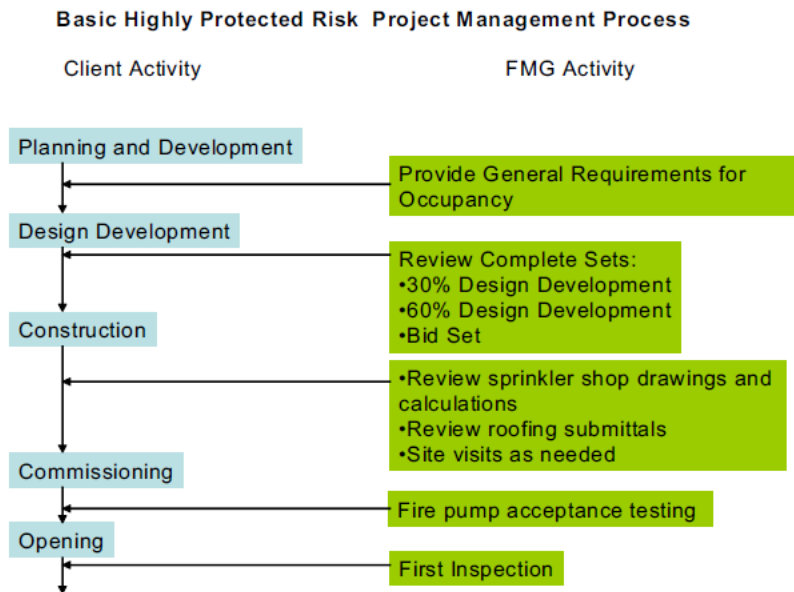 Basic Highly Protected Risk Project Management Process
Client Activity
FMG Activity
Planning and Development
Provide General Requirements for
Occupancy
Design Development
Review Complete Sets:
•30% Design Development
•60% Design Development
•Bid Set
Construction
•Review sprinkler shop drawings and
calculations
•Review roofing submittals
•Site visits as needed
Commissioning
Fire pump acceptance testing
Opening
First Inspection